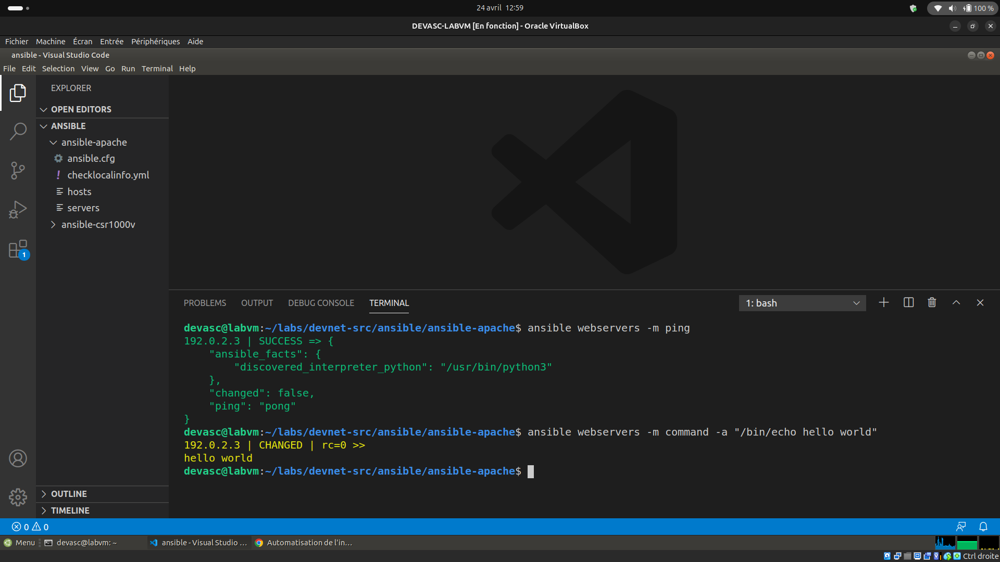 24 avril 12:59
100 %
DEVASC-LABVM [En fonction] - Oracle VirtualBox
Fichier Machine Écran Entrée Périphériques Aide
ansible - Visual Studio Code
File Edit Selection View Go Run Terminal Help
EXPLORER
OPEN EDITORS
ANSIBLE
ansible-apache
ansible.cfg
! checklocalinfo.yml
hosts
servers
ansible-csr1000v
1
OUTLINE
TIMELINE
PROBLEMS OUTPUT DEBUG CONSOLE TERMINAL
1: bash
devasc@labvm:~/labs/devnet-src/ansible/ansible-apache$ ansible webservers -m ping
192.0.2.3 | SUCCESS => {
    "ansible_facts": {
        "discovered_interpreter_python": "/usr/bin/python3"
    },
    "changed": false,
    "ping": "pong"
}
devasc@labvm:~/labs/devnet-src/ansible/ansible-apache$ ansible webservers -m command -a "/bin/echo hello world"
192.0.2.3 | CHANGED | rc=0 >>
hello world
devasc@labvm:~/labs/devnet-src/ansible/ansible-apache$
0 0
Menu devasc@labvm: ~ ansible - Visual Studio ... Automatisation de l'in...
Ctrl droite